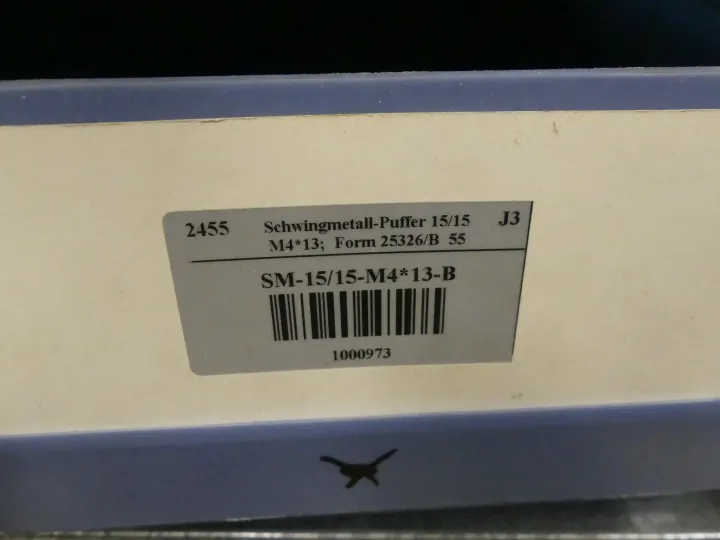 2455 Schwingmetall-Puffer 15/15 J3
M4*13; Form 25326/B 55
SM-15/15-M4*13-B
1000973